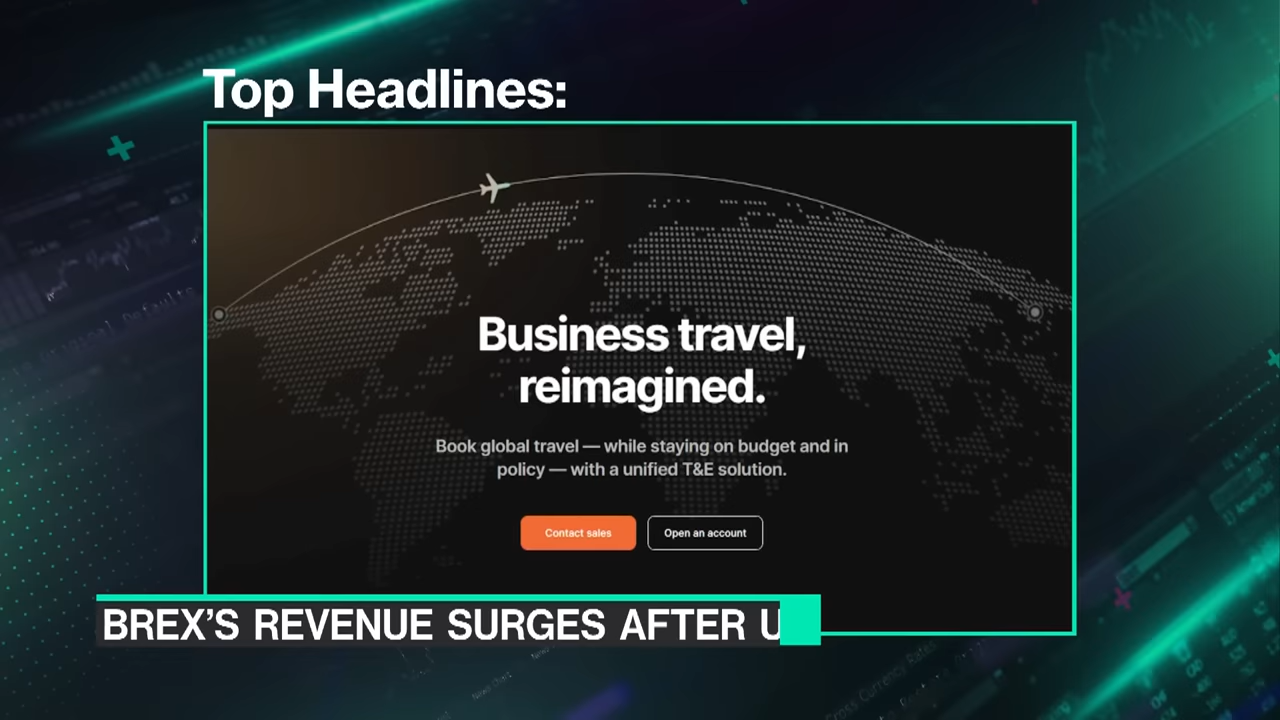 Top Headlines:
Business travel,
reimagined.
Book global travel — while staying on budget and in
policy — with a unified T&E solution.
Contact sales
Open an account
BREX'S REVENUE SURGES AFTER U